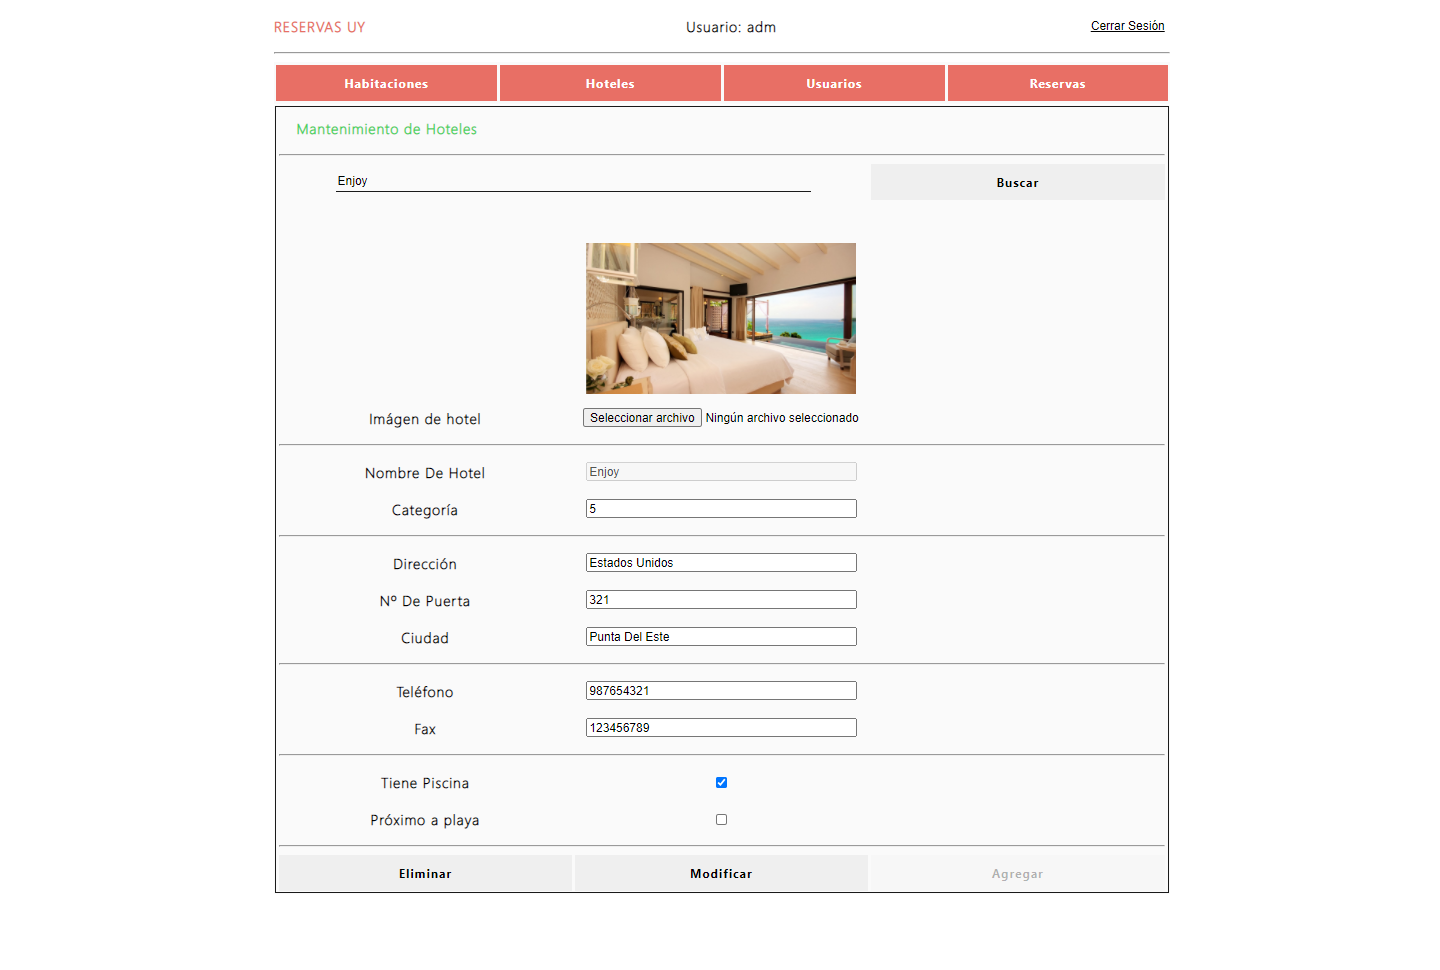 RESERVAS UY
Usuario: adm
Cerrar Sesión
Habitaciones
Hoteles
Usuarios
Reservas
Mantenimiento de Hoteles
Enjoy
Buscar
Imágen de hotel
Seleccionar archivo Ningún archivo seleccionado
Nombre De Hotel
Enjoy
Categoría
5
Dirección
Estados Unidos
Nº De Puerta
321
Ciudad
Punta Del Este
Teléfono
987654321
Fax
123456789
Tiene Piscina
Próximo a playa
Eliminar
Modificar
Agregar